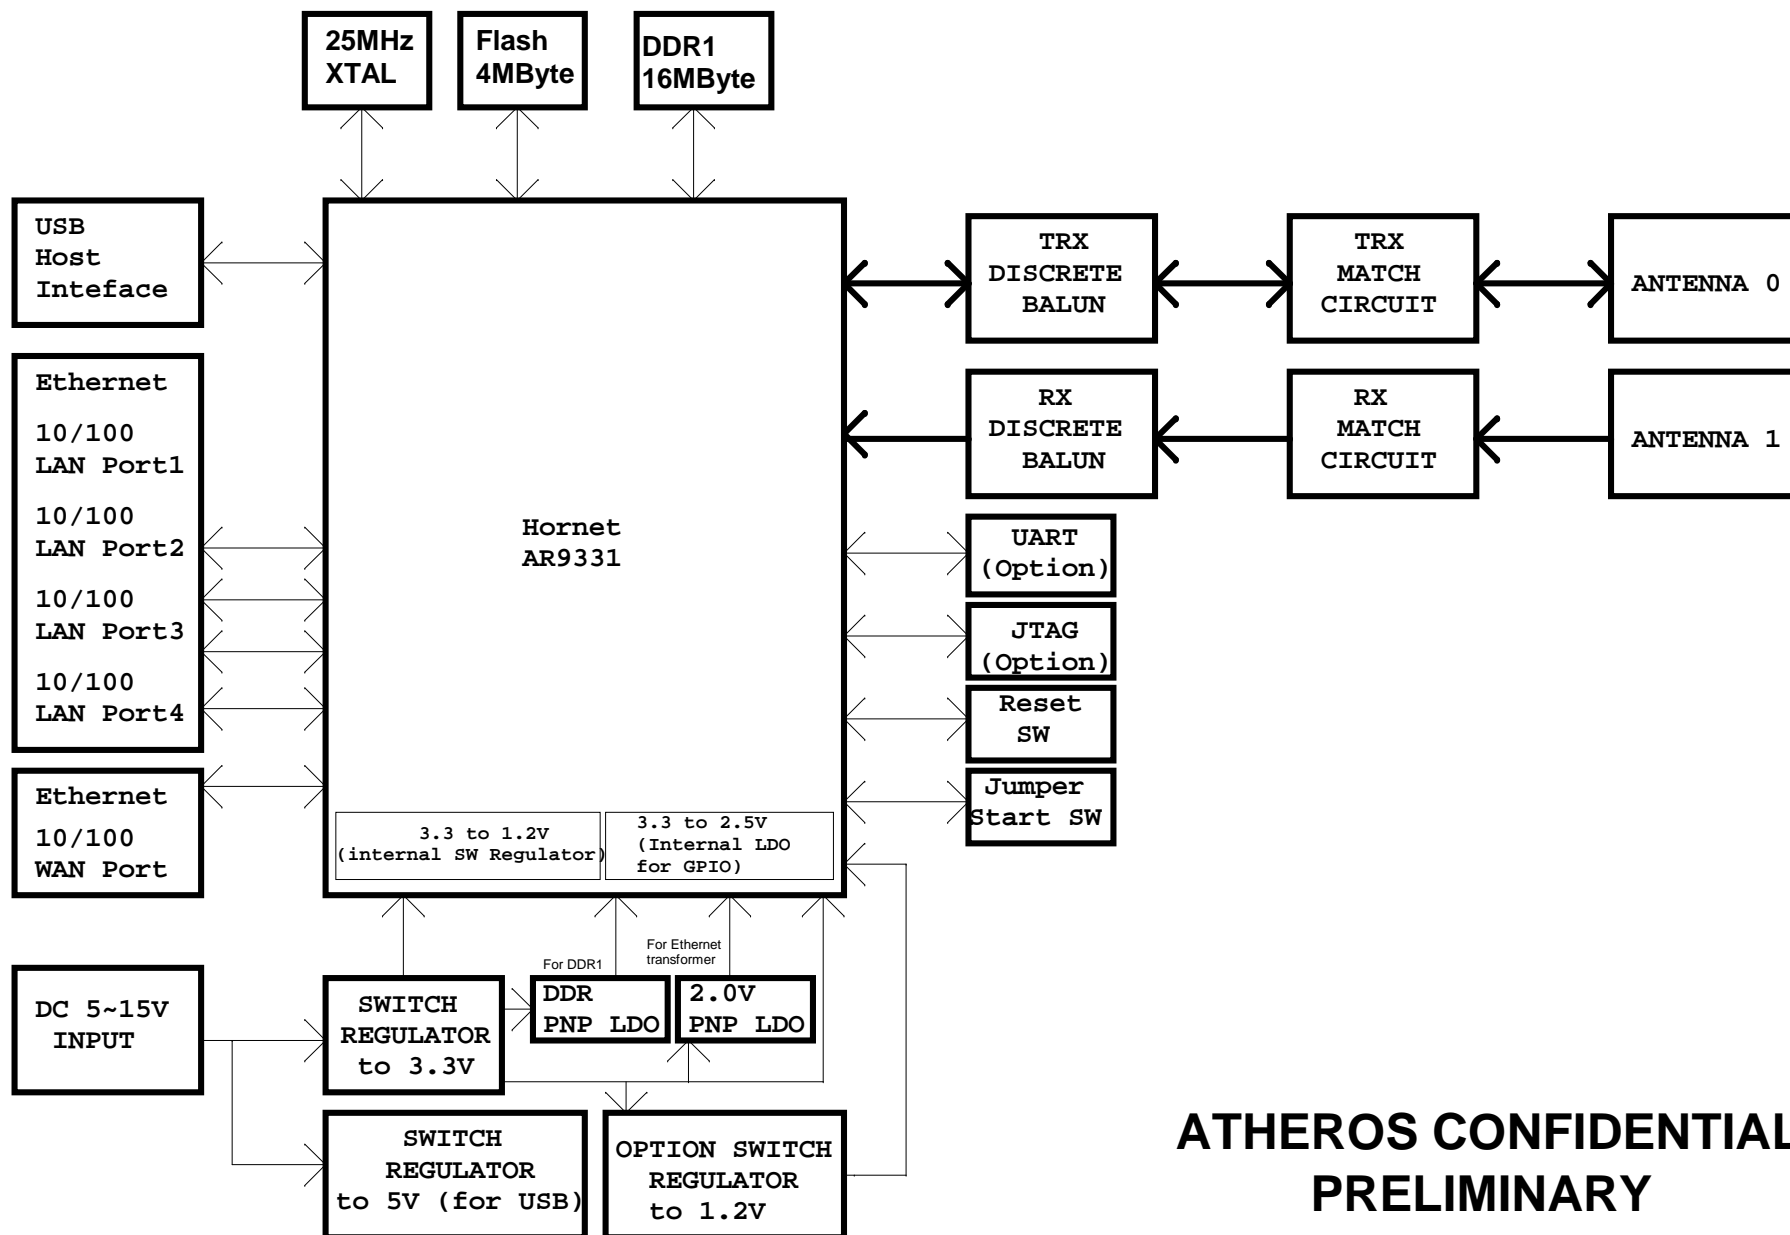 25MHz
XTAL
Flash
4MByte
DDR1
16MByte
USB
Host
Inteface
Ethernet
10/100
LAN Port1
10/100
LAN Port2
10/100
LAN Port3
10/100
LAN Port4
Ethernet
10/100
WAN Port
Hornet
AR9331
3.3 to 1.2V
(internal SW Regulator)
3.3 to 2.5V
(Internal LDO
for GPIO)
TRX
DISCRETE
BALUN
TRX
MATCH
CIRCUIT
ANTENNA 0
RX
DISCRETE
BALUN
RX
MATCH
CIRCUIT
ANTENNA 1
UART
(Option)
JTAG
(Option)
Reset
SW
Jumper
Start SW
DC 5~15V
INPUT
SWITCH
REGULATOR
to 3.3V
For DDR1
DDR
PNP LDO
For Ethernet
transformer
2.0V
PNP LDO
SWITCH
REGULATOR
to 5V (for USB)
OPTION SWITCH
REGULATOR
to 1.2V
ATHEROS CONFIDENTIAL
PRELIMINARY